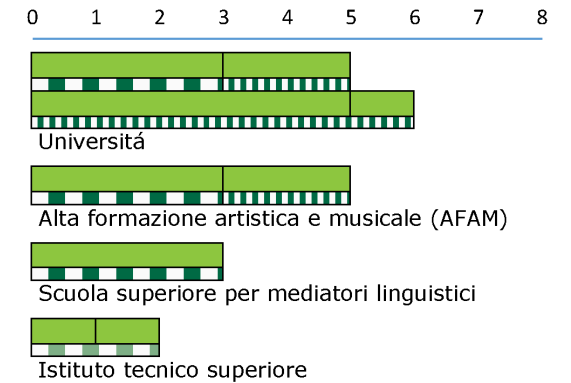 0 1 2 3 4 5 6 7 8
Universitá
Alta formazione artistica e musicale (AFAM)
Scuola superiore per mediatori linguistici
Istituto tecnico superiore